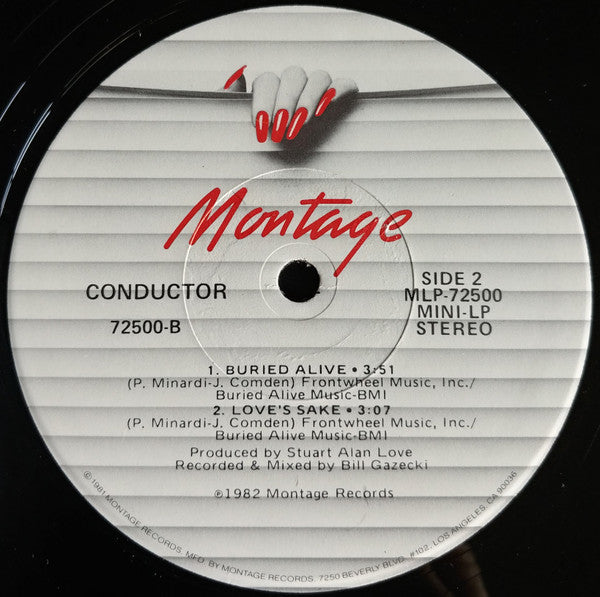 Montage
CONDUCTOR
72500-B
SIDE 2
MLP-72500
MINI-LP
STEREO
1. BURIED ALIVE • 3:51
(P. Minardi-J. Comden) Frontwheel Music, Inc./
Buried Alive Music-BMI
2. LOVE'S SAKE • 3:07
(P. Minardi-J. Comden) Frontwheel Music, Inc./
Buried Alive Music-BMI
Produced by Stuart Alan Love
Recorded & Mixed by Bill Gazecki
℗1982 Montage Records
©1981 MONTAGE RECORDS. MFD. BY MONTAGE RECORDS, 7250 BEVERLY BLVD. #102, LOS ANGELES, CA 90036